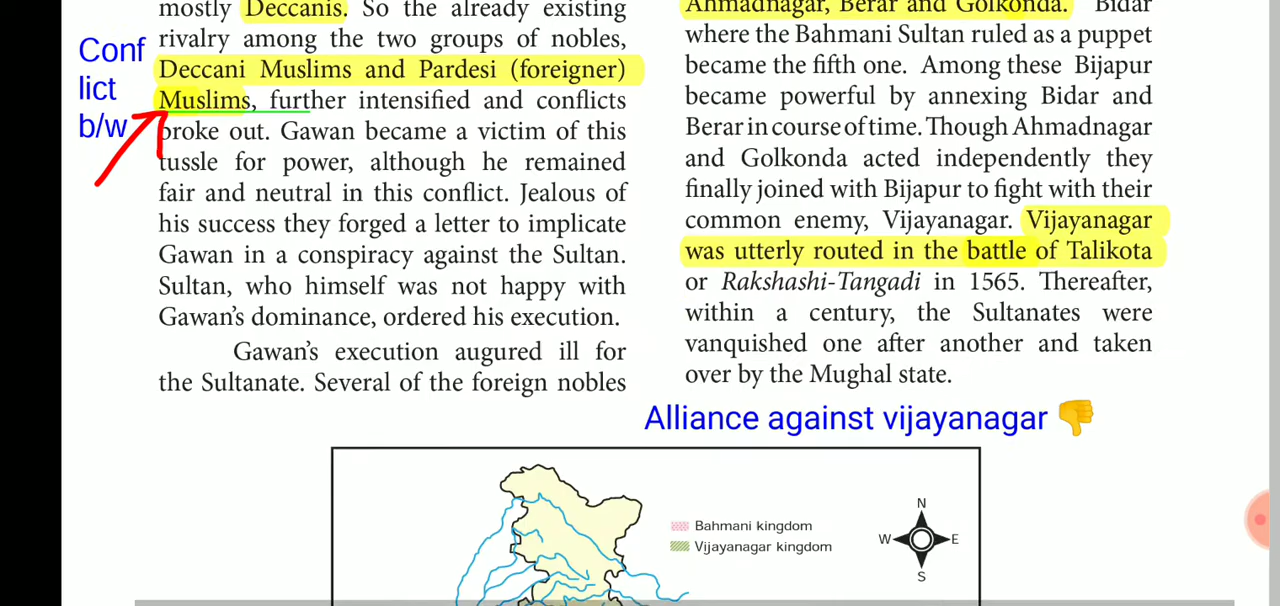 mostly Deccanis. So the already existing
rivalry among the two groups of nobles,
Deccani Muslims and Pardesi (foreigner)
Muslims, further intensified and conflicts
broke out. Gawan became a victim of this
tussle for power, although he remained
fair and neutral in this conflict. Jealous of
his success they forged a letter to implicate
Gawan in a conspiracy against the Sultan.
Sultan, who himself was not happy with
Gawan's dominance, ordered his execution.
Gawan's execution augured ill for
the Sultanate. Several of the foreign nobles
Conf
lict
b/w
Ahmadnagar, Berar and Golkonda. Bidar
where the Bahmani Sultan ruled as a puppet
became the fifth one. Among these Bijapur
became powerful by annexing Bidar and
Berar in course of time. Though Ahmadnagar
and Golkonda acted independently they
finally joined with Bijapur to fight with their
common enemy, Vijayanagar. Vijayanagar
was utterly routed in the battle of Talikota
or Rakshashi-Tangadi in 1565. Thereafter,
within a century, the Sultanates were
vanquished one after another and taken
over by the Mughal state.
Alliance against vijayanagar 👎
Bahmani kingdom
Vijayanagar kingdom
N
W E
S